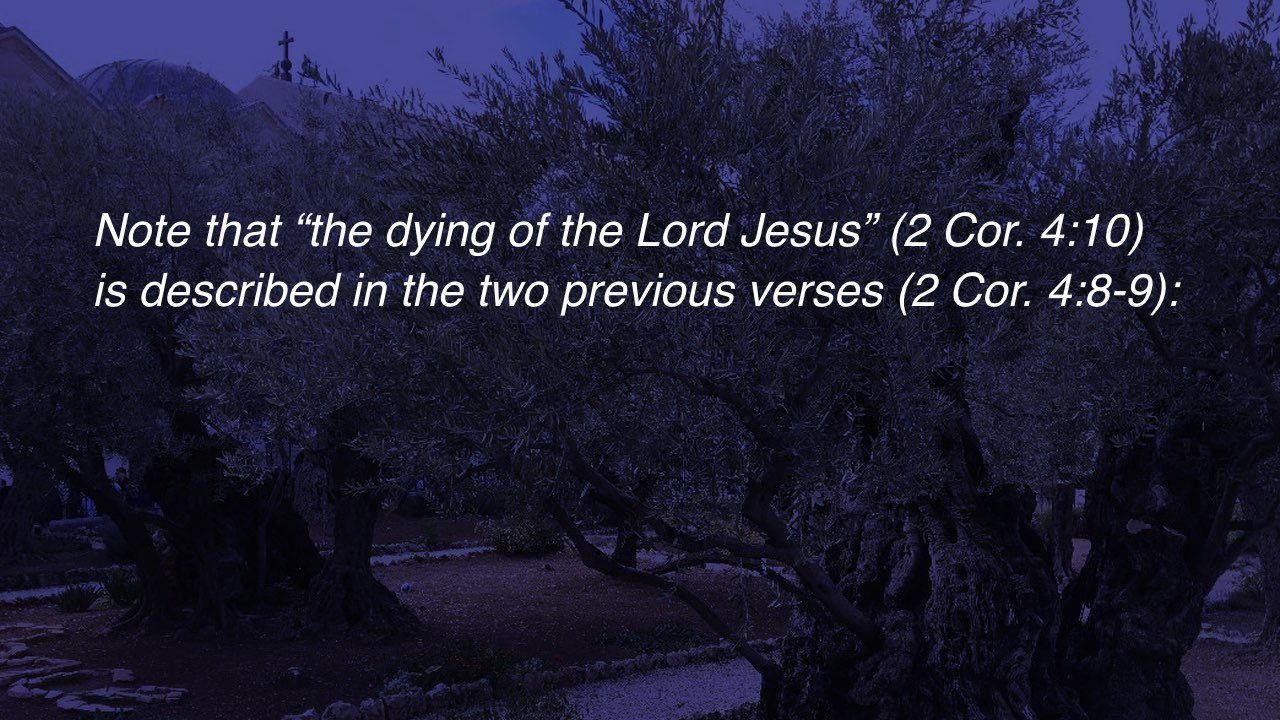 Note that “the dying of the Lord Jesus” (2 Cor. 4:10)
is described in the two previous verses (2 Cor. 4:8-9):